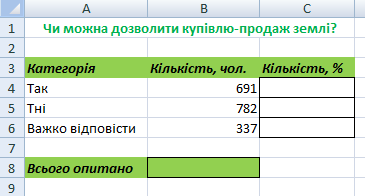 A B C
1 Чи можна дозволити купівлю-продаж землі?
2
3 Категорія Кількість, чол. Кількість, %
4 Так 691
5 Тні 782
6 Важко відповісти 337
7
8 Всього опитано
9